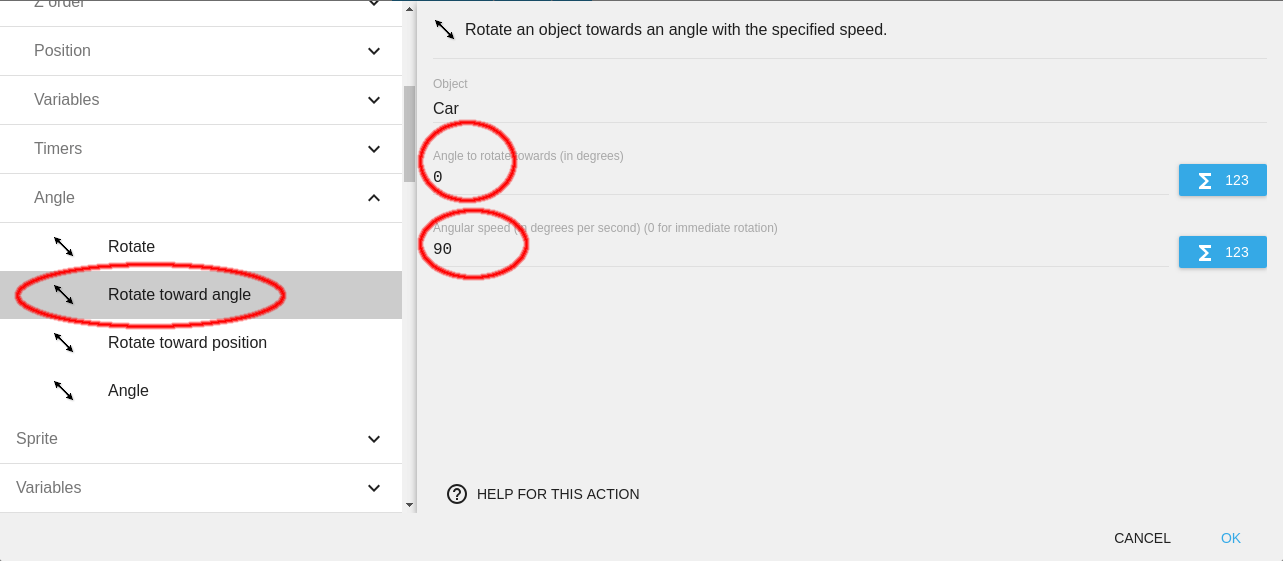 Z order
Position
Variables
Timers
Angle
Rotate
Rotate toward angle
Rotate toward position
Angle
Sprite
Variables
Rotate an object towards an angle with the specified speed.
Object
Car
Angle to rotate towards (in degrees)
0
123
Angular speed (in degrees per second) (0 for immediate rotation)
90
123
HELP FOR THIS ACTION
CANCEL
OK